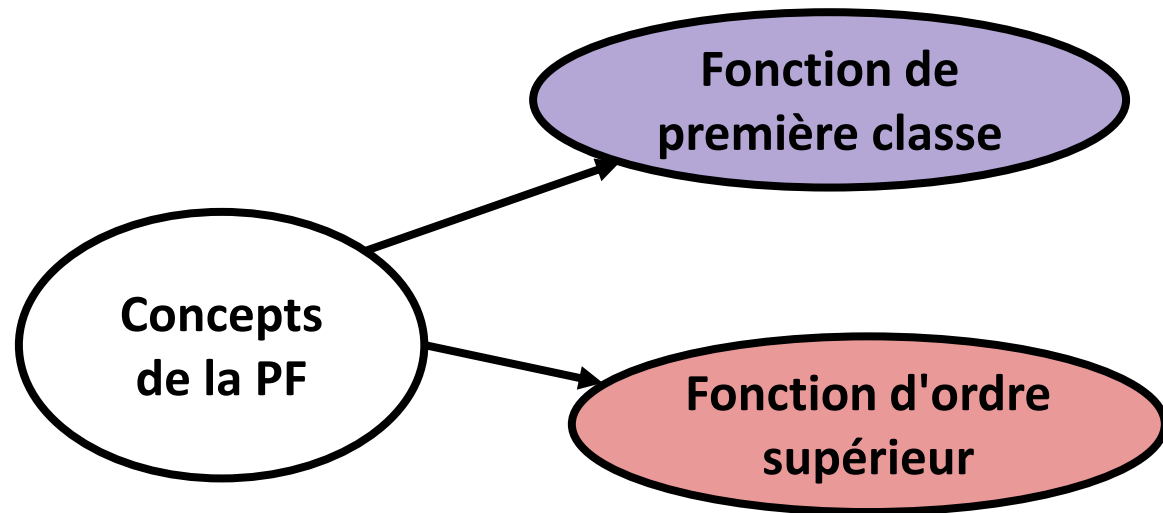 Fonction de
première classe
Concepts
de la PF
Fonction d'ordre
supérieur